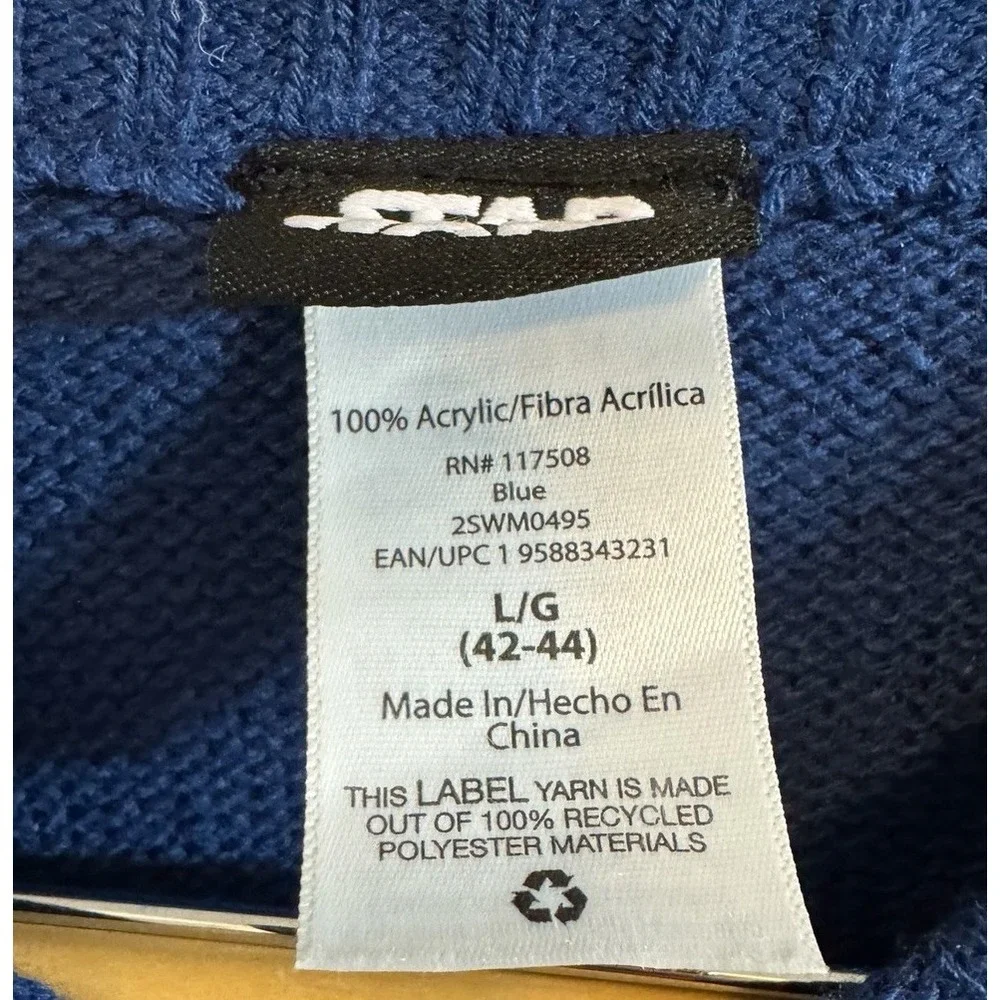 STAR
100% Acrylic/Fibra Acrílica
RN# 117508
Blue
2SWM0495
EAN/UPC 1 9588343231
L/G
(42-44)
Made In/Hecho En
China
THIS LABEL YARN IS MADE
OUT OF 100% RECYCLED
POLYESTER MATERIALS